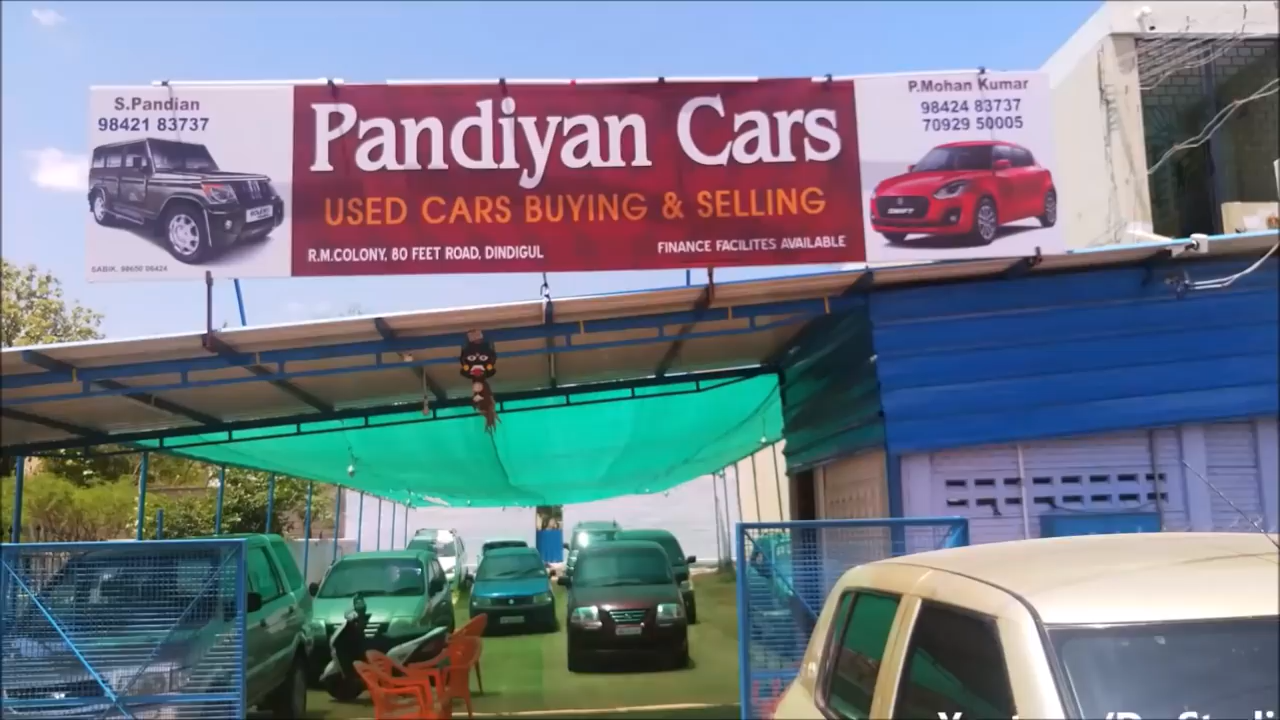 S.Pandian
98421 83737
Pandiyan Cars
USED CARS BUYING & SELLING
R.M.COLONY, 80 FEET ROAD, DINDIGUL
FINANCE FACILITES AVAILABLE
P.Mohan Kumar
98424 83737
70929 50005
SWIFT